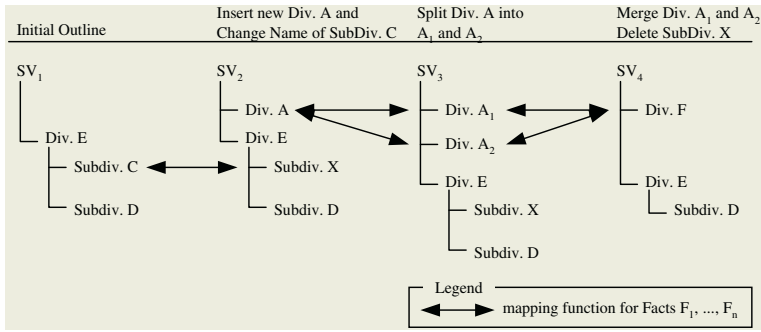 Initial Outline
Insert new Div. A and
Change Name of SubDiv. C
Split Div. A into
A1 and A2
Merge Div. A1 and A2
Delete SubDiv. X
SV1
Div. E
Subdiv. C
Subdiv. D
SV2
Div. A
Div. E
Subdiv. X
Subdiv. D
SV3
Div. A1
Div. A2
Div. E
Subdiv. X
Subdiv. D
SV4
Div. F
Div. E
Subdiv. D
Legend
mapping function for Facts F1, ..., Fn